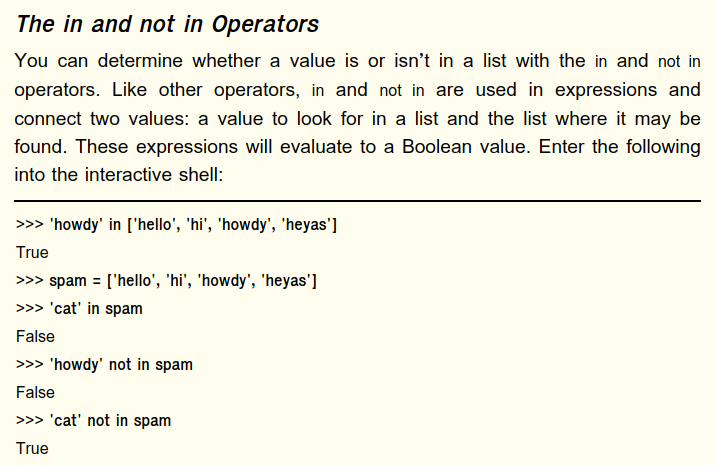 The in and not in Operators
You can determine whether a value is or isn’t in a list with the in and not in
operators. Like other operators, in and not in are used in expressions and
connect two values: a value to look for in a list and the list where it may be
found. These expressions will evaluate to a Boolean value. Enter the following
into the interactive shell:
>>> 'howdy' in ['hello', 'hi', 'howdy', 'heyas']
True
>>> spam = ['hello', 'hi', 'howdy', 'heyas']
>>> 'cat' in spam
False
>>> 'howdy' not in spam
False
>>> 'cat' not in spam
True